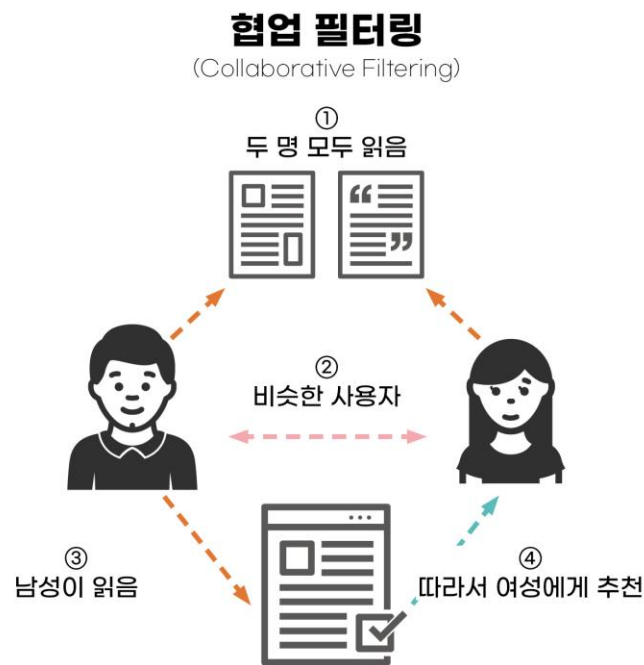 협업 필터링
(Collaborative Filtering)
①
두 명 모두 읽음
②
비슷한 사용자
③
남성이 읽음
④
따라서 여성에게 추천